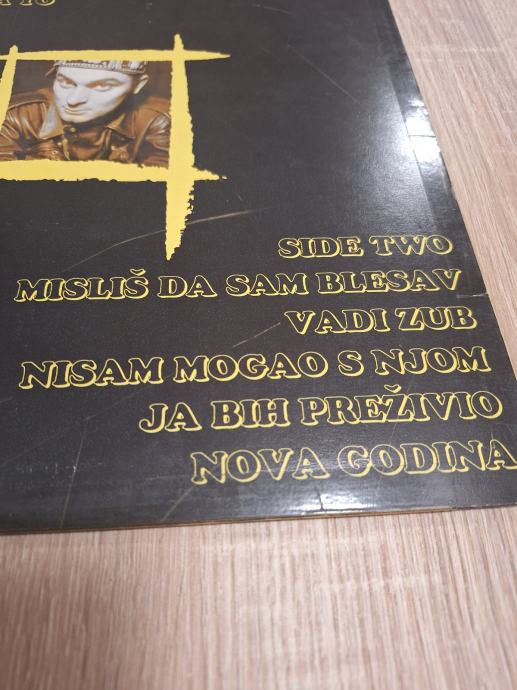 SIDE TWO
MISLIŠ DA SAM BLESAV
VADI ZUB
NISAM MOGAO S NJOM
JA BIH PREŽIVIO
NOVA GODINA